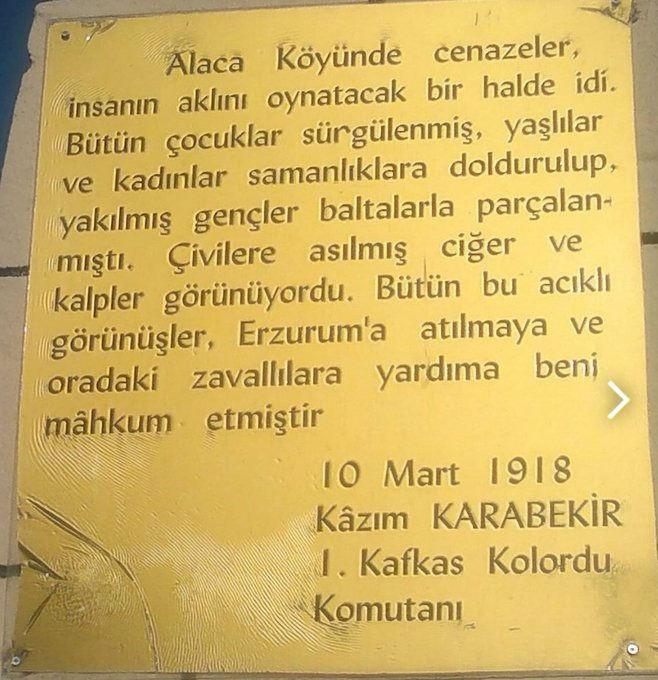 Alaca Köyünde cenazeler,
insanın aklını oynatacak bir halde idi.
Bütün çocuklar sürgülenmiş, yaşlılar
ve kadınlar samanlıklara doldurulup,
yakılmış gençler baltalarla parçalan-
mıştı. Çivilere asılmış ciğer ve
kalpler görünüyordu. Bütün bu acıklı
görünüşler, Erzurum'a atılmaya ve
oradaki zavallılara yardıma beni
mâhkum etmiştir
10 Mart 1918
Kâzım KARABEKİR
I. Kafkas Kolordu
Komutanı